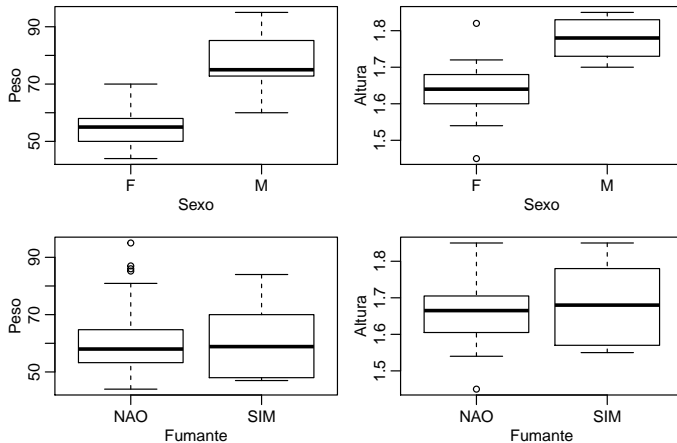 Peso
50
70
90
F
M
Sexo
Altura
1.5
1.6
1.7
1.8
F
M
Sexo
Peso
50
70
90
NAO
SIM
Fumante
Altura
1.5
1.6
1.7
1.8
NAO
SIM
Fumante